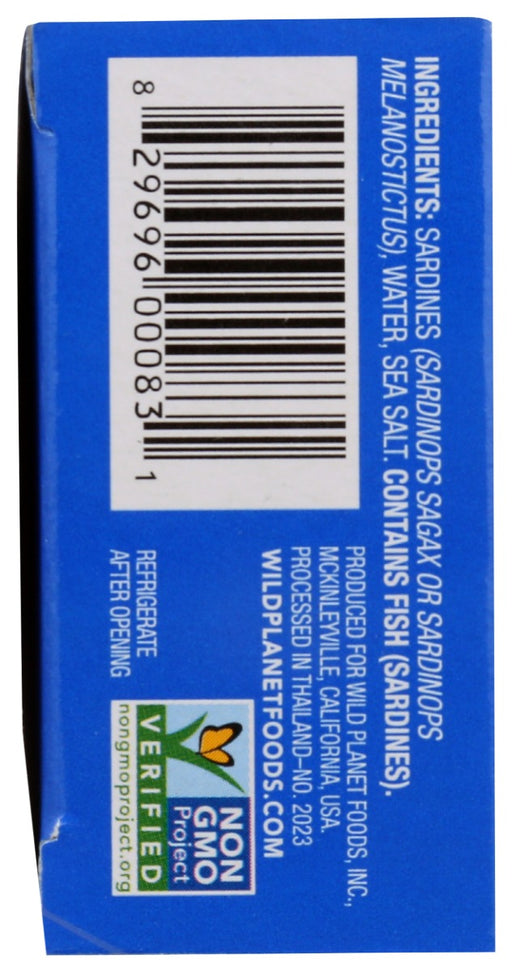 INGREDIENTS: SARDINES (SARDINOPS SAGAX OR SARDINOPS
MELANOSTICTUS), WATER, SEA SALT. CONTAINS FISH (SARDINES).
8 29696 00083 1
PRODUCED FOR WILD PLANET FOODS, INC.,
MCKINLEYVILLE, CALIFORNIA, USA.
PROCESSED IN THAILAND–NO. 2023
WILDPLANETFOODS.COM
REFRIGERATE
AFTER OPENING
NON
GMO
Project
VERIFIED
nongmoproject.org